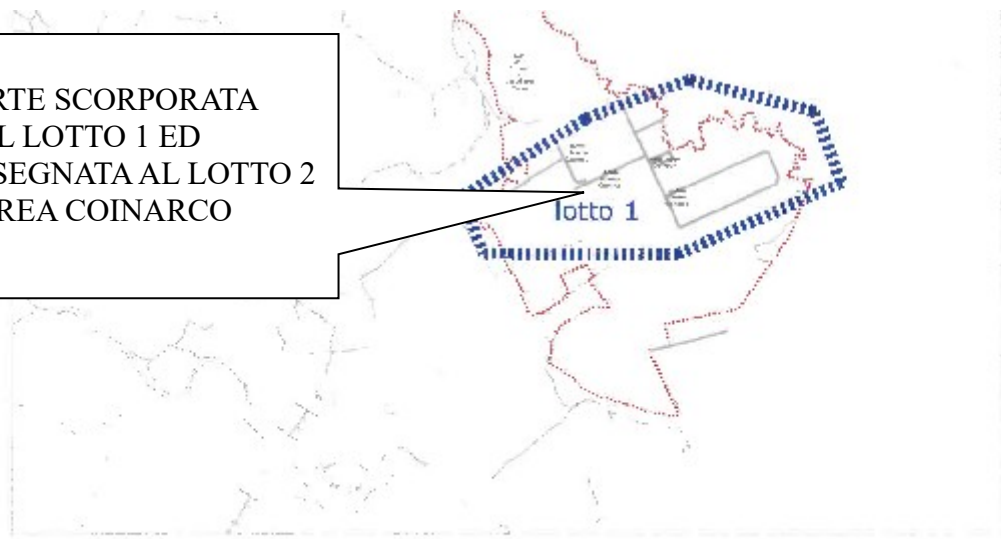 RTE SCORPORATA
L LOTTO 1 ED
SEGNATA AL LOTTO 2
REA COINARCO
lotto 1